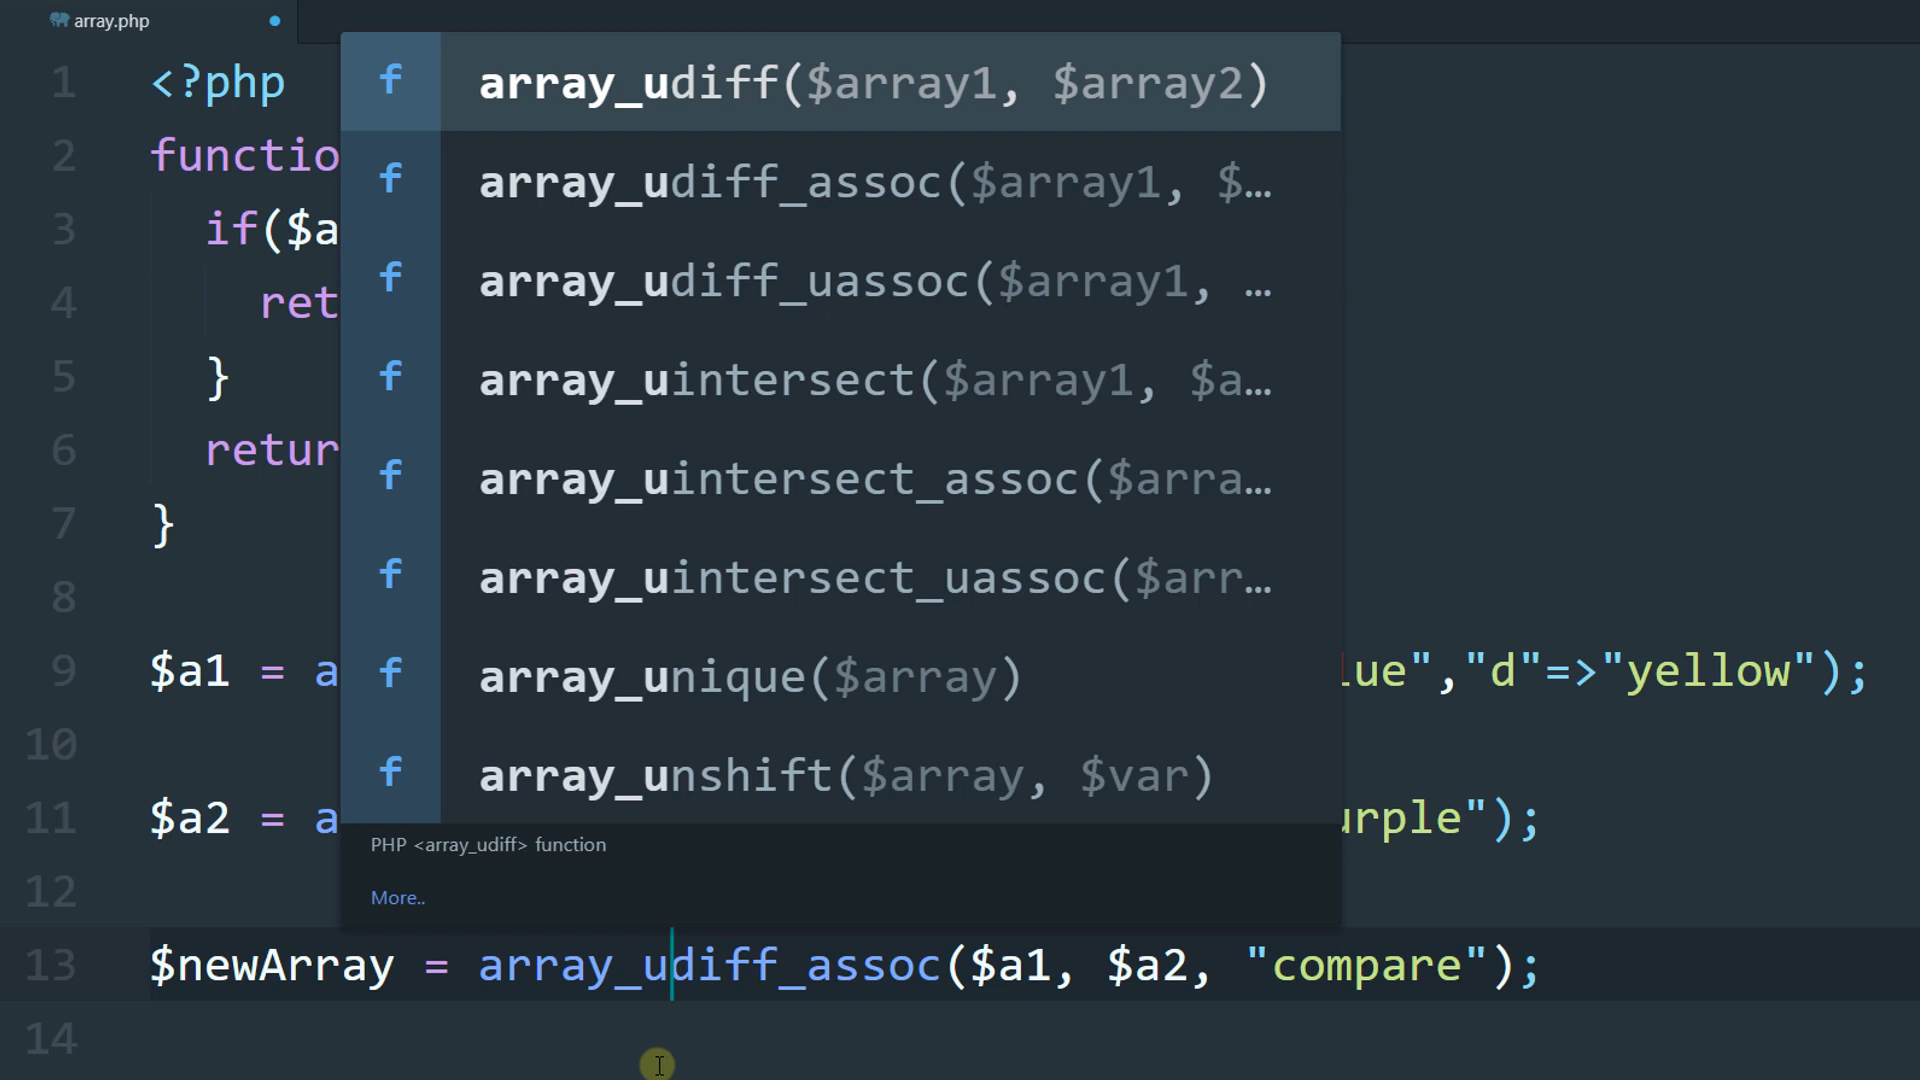 array.php
1 <?php
2 functio
3 if($a
4 ret
5 }
6 retur
7 }
8
9 $a1 = a lue","d"=>"yellow");
10
11 $a2 = a urple");
12
13 $newArray = array_udiff_assoc($a1, $a2, "compare");
14
f array_udiff($array1, $array2)
f array_udiff_assoc($array1, $…
f array_udiff_uassoc($array1, …
f array_uintersect($array1, $a…
f array_uintersect_assoc($arra…
f array_uintersect_uassoc($arr…
f array_unique($array)
f array_unshift($array, $var)
PHP <array_udiff> function
More..